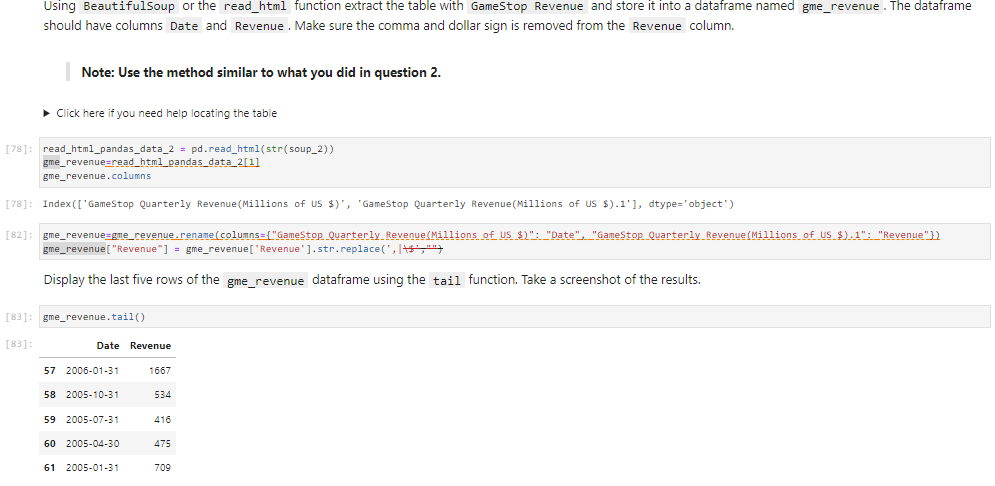 Using BeautifulSoup or the read_html function extract the table with GameStop Revenue and store it into a dataframe named gme_revenue. The dataframe
should have columns Date and Revenue. Make sure the comma and dollar sign is removed from the Revenue column.
Note: Use the method similar to what you did in question 2.
▶ Click here if you need help locating the table
[78]: read_html_pandas_data_2 = pd.read_html(str(soup_2))
gme_revenue=read_html_pandas_data_2[1]
gme_revenue.columns
[78]: Index(['GameStop Quarterly Revenue(Millions of US $)', 'GameStop Quarterly Revenue(Millions of US $).1'], dtype='object')
[82]: gme_revenue=gme_revenue.rename(columns={"GameStop Quarterly Revenue(Millions of US $)": "Date", "GameStop Quarterly Revenue(Millions of US $).1": "Revenue"})
gme_revenue["Revenue"] = gme_revenue['Revenue'].str.replace(',|\$',"")
Display the last five rows of the gme_revenue dataframe using the tail function. Take a screenshot of the results.
[83]: gme_revenue.tail()
[83]:
Date Revenue
57 2006-01-31 1667
58 2005-10-31 534
59 2005-07-31 416
60 2005-04-30 475
61 2005-01-31 709